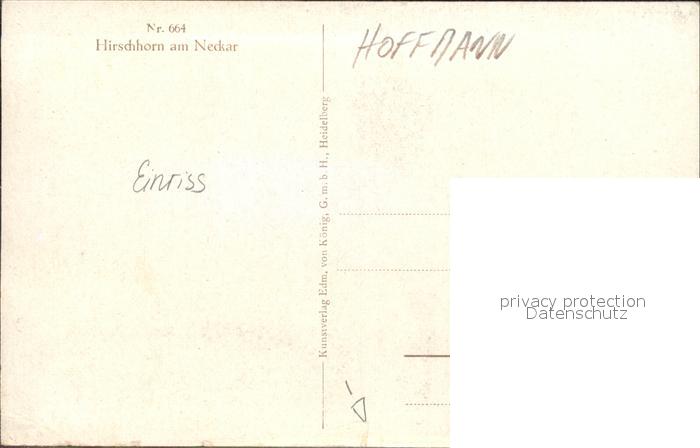 Nr. 664
Hirschhorn am Neckar
HOFFMANN
Einriss
Kunstverlag Edm. von König, G. m. b. H., Heidelberg
privacy protection
Datenschutz